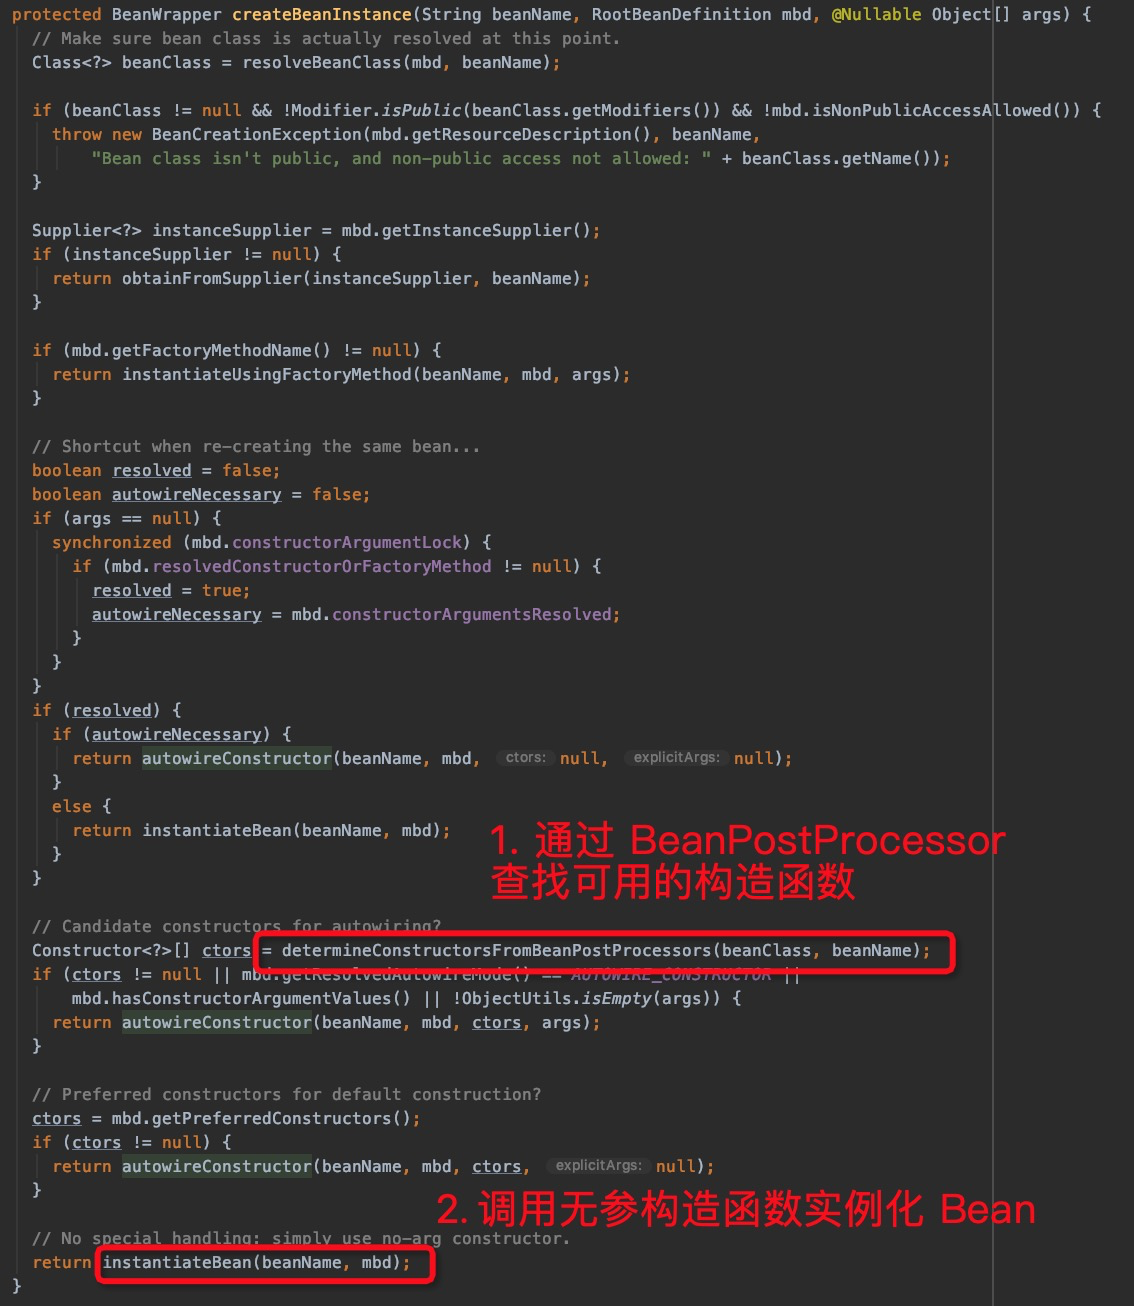 protected BeanWrapper createBeanInstance(String beanName, RootBeanDefinition mbd, @Nullable Object[] args) {
// Make sure bean class is actually resolved at this point.
Class<?> beanClass = resolveBeanClass(mbd, beanName);
if (beanClass != null && !Modifier.isPublic(beanClass.getModifiers()) && !mbd.isNonPublicAccessAllowed()) {
throw new BeanCreationException(mbd.getResourceDescription(), beanName,
"Bean class isn't public, and non-public access not allowed: " + beanClass.getName());
}
Supplier<?> instanceSupplier = mbd.getInstanceSupplier();
if (instanceSupplier != null) {
return obtainFromSupplier(instanceSupplier, beanName);
}
if (mbd.getFactoryMethodName() != null) {
return instantiateUsingFactoryMethod(beanName, mbd, args);
}
// Shortcut when re-creating the same bean...
boolean resolved = false;
boolean autowireNecessary = false;
if (args == null) {
synchronized (mbd.constructorArgumentLock) {
if (mbd.resolvedConstructorOrFactoryMethod != null) {
resolved = true;
autowireNecessary = mbd.constructorArgumentsResolved;
}
}
}
if (resolved) {
if (autowireNecessary) {
return autowireConstructor(beanName, mbd, ctors: null, explicitArgs: null);
}
else {
return instantiateBean(beanName, mbd);
}
}
1. 通过 BeanPostProcessor
查找可用的构造函数
// Candidate constructors for autowiring?
Constructor<?>[] ctors = determineConstructorsFromBeanPostProcessors(beanClass, beanName);
if (ctors != null || mbd.getResolvedAutowireMode() == AUTOWIRE_CONSTRUCTOR ||
mbd.hasConstructorArgumentValues() || !ObjectUtils.isEmpty(args)) {
return autowireConstructor(beanName, mbd, ctors, args);
}
// Preferred constructors for default construction?
ctors = mbd.getPreferredConstructors();
if (ctors != null) {
return autowireConstructor(beanName, mbd, ctors, explicitArgs: null);
}
2. 调用无参构造函数实例化 Bean
// No special handling: simply use no-arg constructor.
return instantiateBean(beanName, mbd);
}